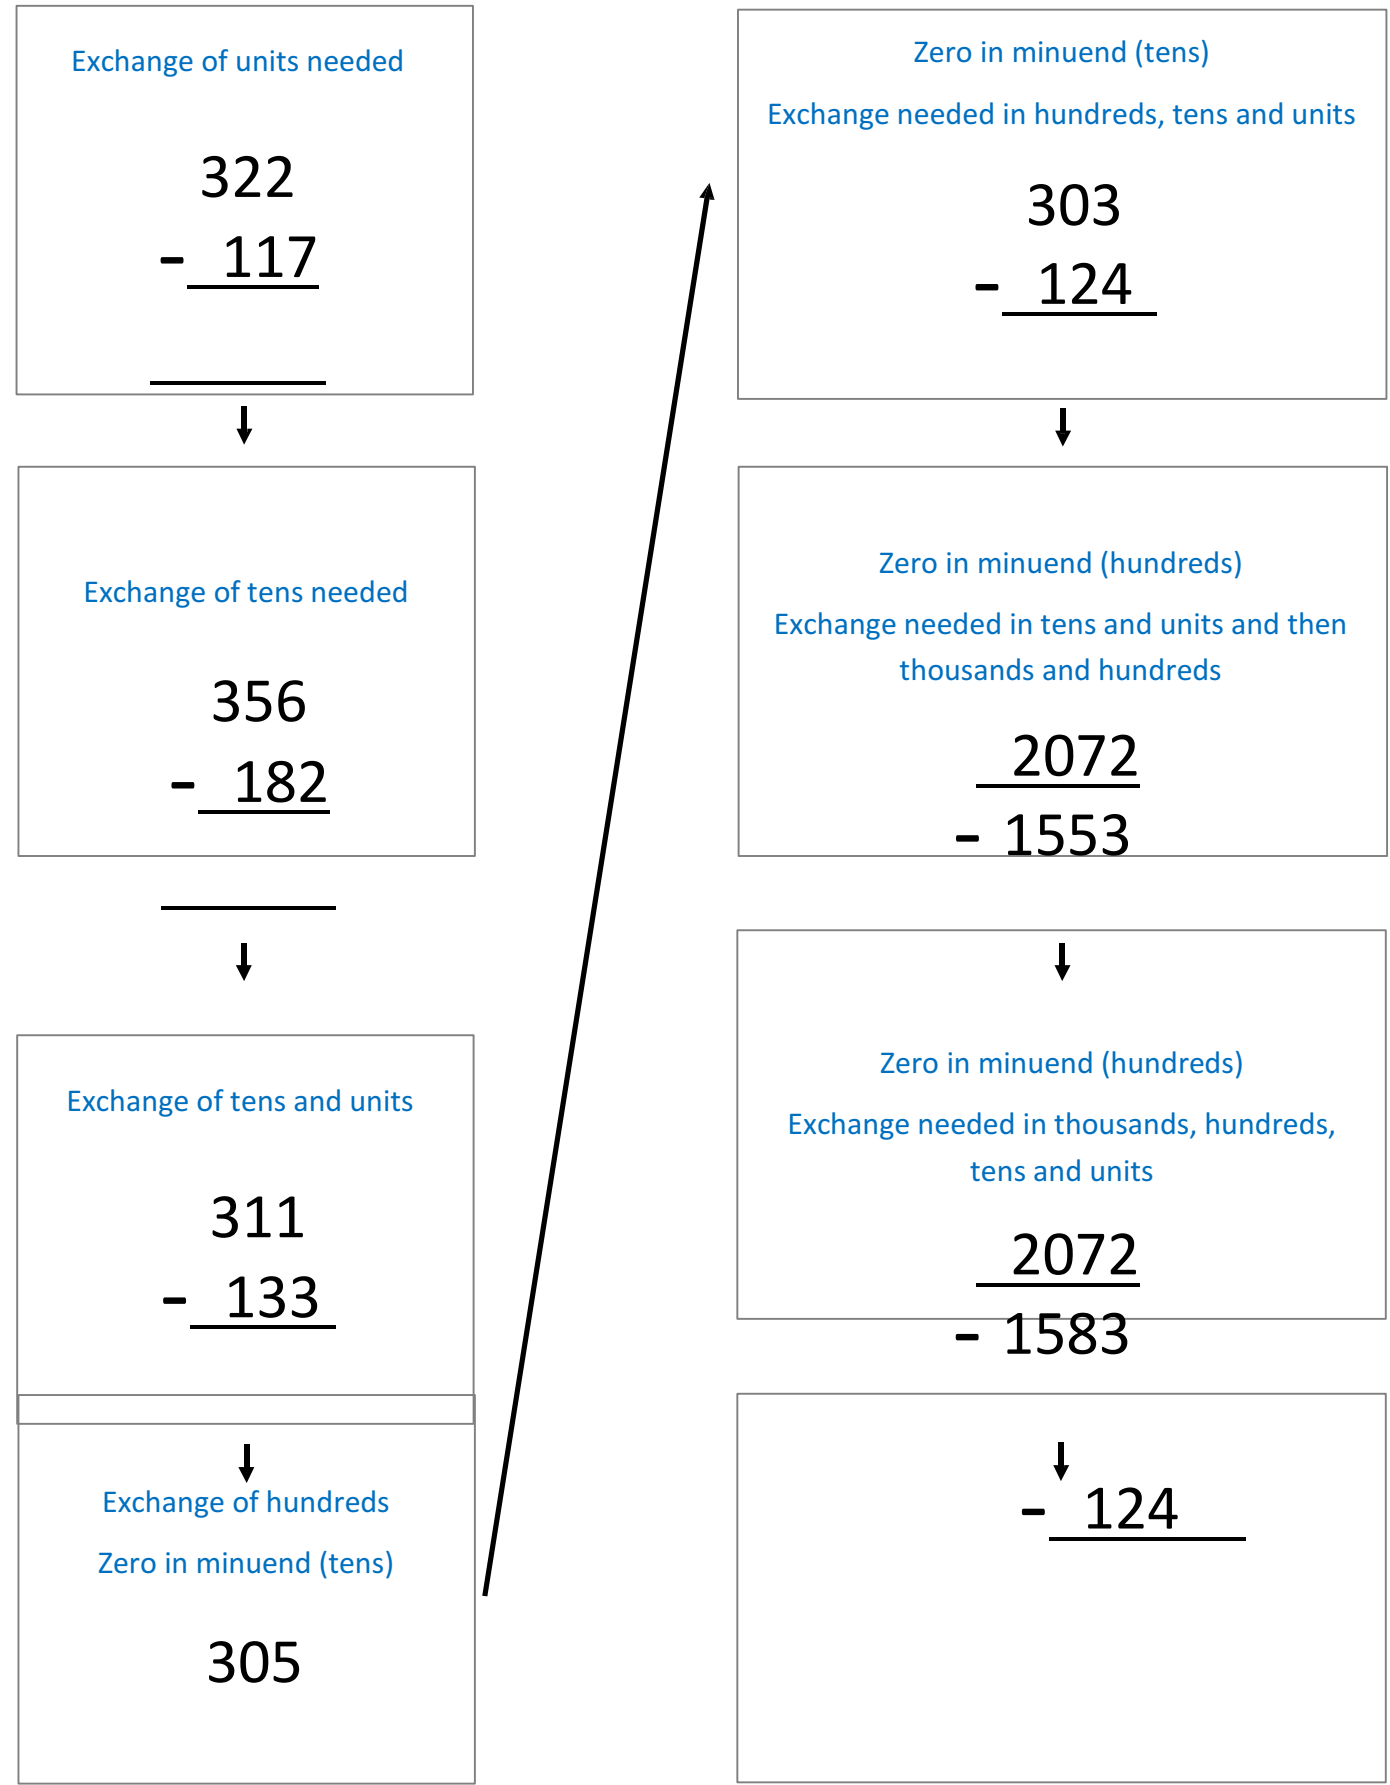 Exchange of units needed
322
- 117
Exchange of tens needed
356
- 182
Exchange of tens and units
311
- 133
Exchange of hundreds
Zero in minuend (tens)
305
Zero in minuend (tens)
Exchange needed in hundreds, tens and units
303
- 124
Zero in minuend (hundreds)
Exchange needed in tens and units and then
thousands and hundreds
2072
- 1553
Zero in minuend (hundreds)
Exchange needed in thousands, hundreds,
tens and units
2072
- 1583
- 124